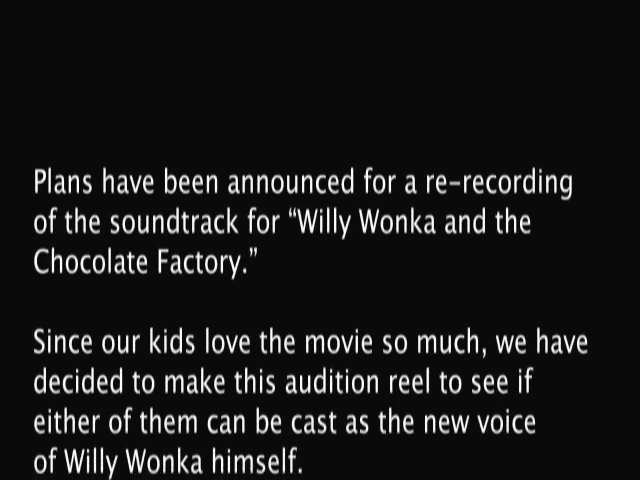 Plans have been announced for a re-recording
of the soundtrack for “Willy Wonka and the
Chocolate Factory.”
Since our kids love the movie so much, we have
decided to make this audition reel to see if
either of them can be cast as the new voice
of Willy Wonka himself.